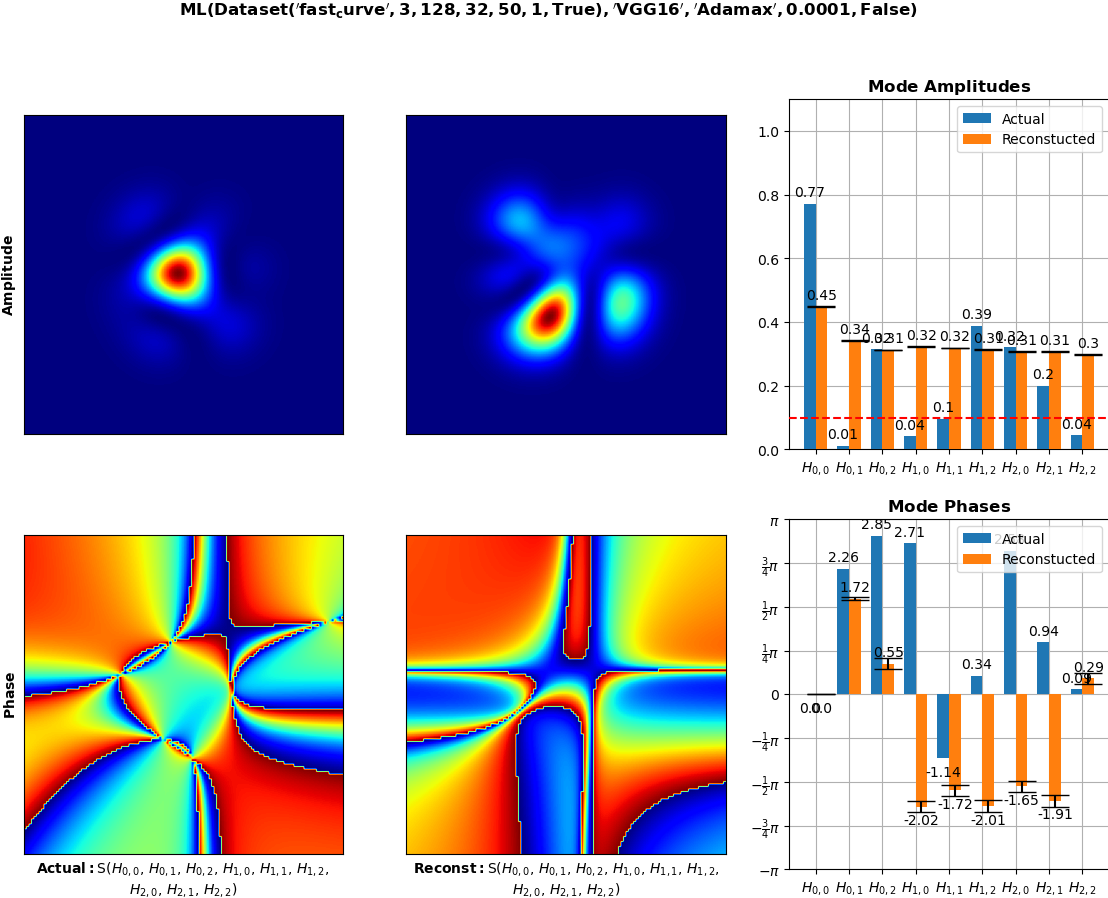 ML(Dataset('fast_curve', 3, 128, 32, 50, 1, True), 'VGG16', 'Adamax', 0.0001, False)
Amplitude
Mode Amplitudes
Actual
Reconstucted
1.0
0.8
0.6
0.4
0.2
0.0
0.77
0.45
0.01
0.34
0.32
0.31
0.04
0.32
0.1
0.32
0.39
0.31
0.32
0.31
0.2
0.31
0.04
0.3
H0,0 H0,1 H0,2 H1,0 H1,1 H1,2 H2,0 H2,1 H2,2
Phase
Actual: S(H0,0, H0,1, H0,2, H1,0, H1,1, H1,2,
H2,0, H2,1, H2,2)
Reconst: S(H0,0, H0,1, H0,2, H1,0, H1,1, H1,2,
H2,0, H2,1, H2,2)
Mode Phases
Actual
Reconstucted
π
3/4π
1/2π
1/4π
0
−1/4π
−1/2π
−3/4π
−π
0.0
0.0
2.26
1.72
2.85
0.55
2.71
-2.02
-1.14
-1.72
0.34
-2.01
-1.65
0.94
-1.91
0.09
0.29
H0,0 H0,1 H0,2 H1,0 H1,1 H1,2 H2,0 H2,1 H2,2